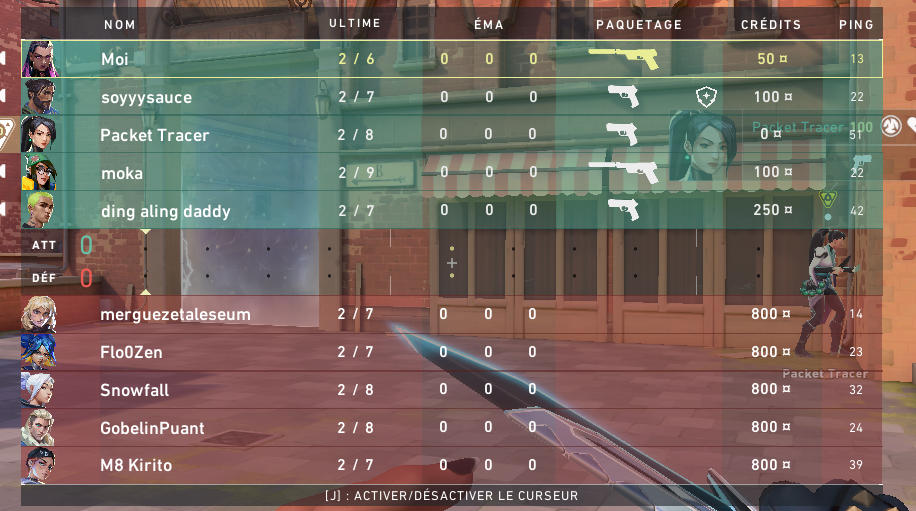 NOM ULTIME ÉMA PAQUETAGE CRÉDITS PING
Moi 2 / 6 0 0 0 50 ¤ 13
soyyysauce 2 / 7 0 0 0 100 ¤ 22
Packet Tracer 2 / 8 0 0 0 0 ¤ 51
Packet Tracer 100
moka 2 / 9 0 0 0 100 ¤ 22
ding aling daddy 2 / 7 0 0 0 250 ¤ 42
ATT 0
DÉF 0
merguezetaleseum 2 / 7 0 0 0 800 ¤ 14
Flo0Zen 2 / 7 0 0 0 800 ¤ 23
Packet Tracer
Snowfall 2 / 8 0 0 0 800 ¤ 32
GobelinPuant 2 / 8 0 0 0 800 ¤ 24
M8 Kirito 2 / 7 0 0 0 800 ¤ 39
[J] : ACTIVER/DÉSACTIVER LE CURSEUR